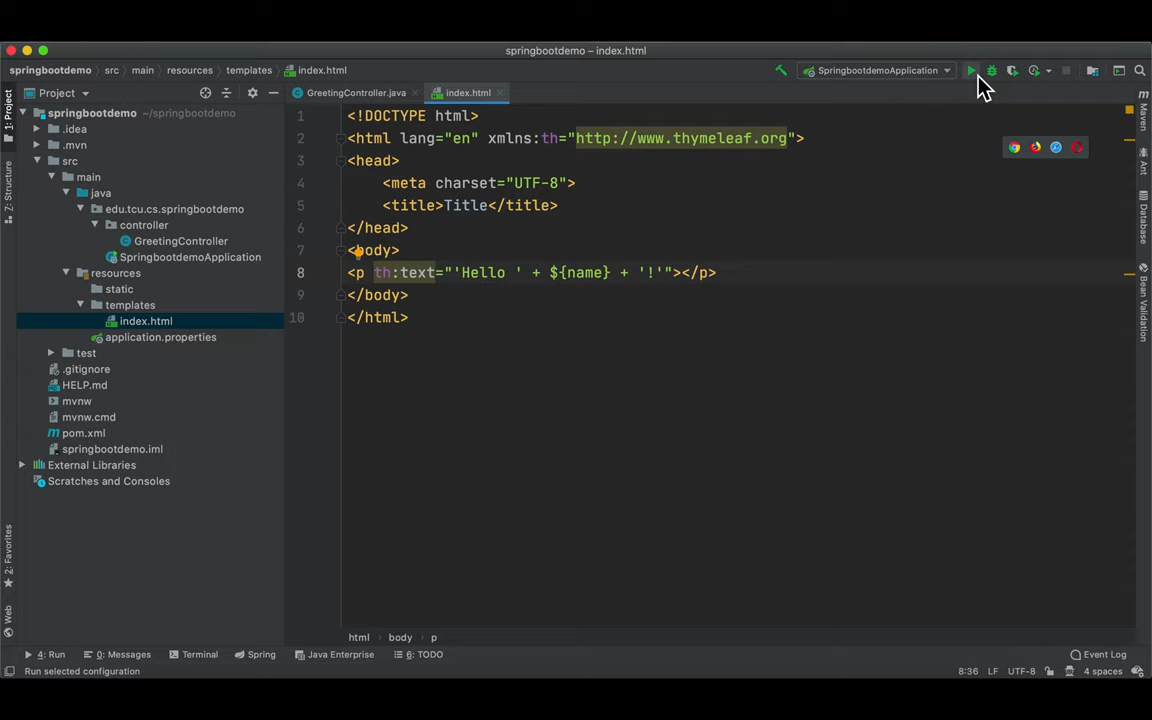 springbootdemo – index.html
springbootdemo src main resources templates index.html SpringbootdemoApplication
1: Project
7: Structure
2: Favorites
Web
Project
springbootdemo ~/springbootdemo
.idea
.mvn
src
main
java
edu.tcu.cs.springbootdemo
controller
GreetingController
SpringbootdemoApplication
resources
static
templates
index.html
application.properties
test
.gitignore
HELP.md
mvnw
mvnw.cmd
pom.xml
springbootdemo.iml
External Libraries
Scratches and Consoles
GreetingController.java index.html
1 <!DOCTYPE html>
2 <html lang="en" xmlns:th="http://www.thymeleaf.org">
3 <head>
4 <meta charset="UTF-8">
5 <title>Title</title>
6 </head>
7 <body>
8 <p th:text="'Hello ' + ${name} + '!'"></p>
9 </body>
10 </html>
Maven
Ant
Database
Bean Validation
html body p
4: Run 0: Messages Terminal Spring Java Enterprise 6: TODO Event Log
Run selected configuration 8:36 LF UTF-8 4 spaces